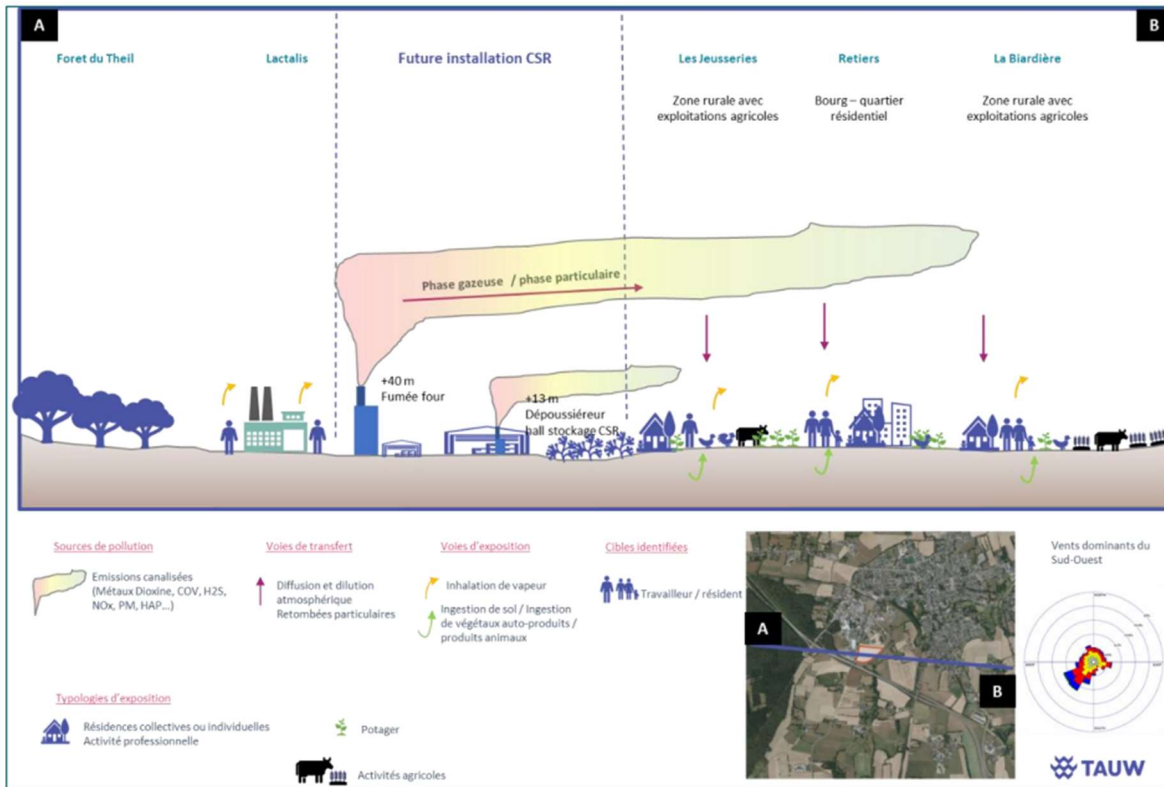 A
B
Foret du Theil
Lactalis
Future installation CSR
Les Jeusseries
Retiers
La Biardière
Zone rurale avec
exploitations agricoles
Bourg – quartier
résidentiel
Zone rurale avec
exploitations agricoles
Phase gazeuse / phase particulaire
+40 m
Fumée four
+13 m
Dépoussiéreur
hall stockage CSR
Sources de pollution
Voies de transfert
Voies d'exposition
Cibles identifiées
Emissions canalisées
(Métaux Dioxine, COV, H2S,
NOx, PM, HAP...)
Diffusion et dilution
atmosphérique
Retombées particulaires
Inhalation de vapeur
Ingestion de sol / Ingestion
de végétaux auto-produits /
produits animaux
Travailleur / résident
Typologies d'exposition
Résidences collectives ou individuelles
Activité professionnelle
Potager
Activités agricoles
A
B
Vents dominants du
Sud-Ouest
TAUW